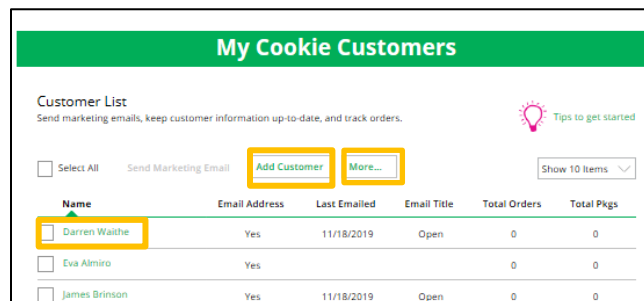 My Cookie Customers
Customer List
Send marketing emails, keep customer information up-to-date, and track orders.
Tips to get started
Select All Send Marketing Email Add Customer More... Show 10 Items
Name Email Address Last Emailed Email Title Total Orders Total Pkgs
Darren Waithe Yes 11/18/2019 Open 0 0
Eva Almiro Yes 0 0
James Brinson Yes 11/18/2019 Open 0 0